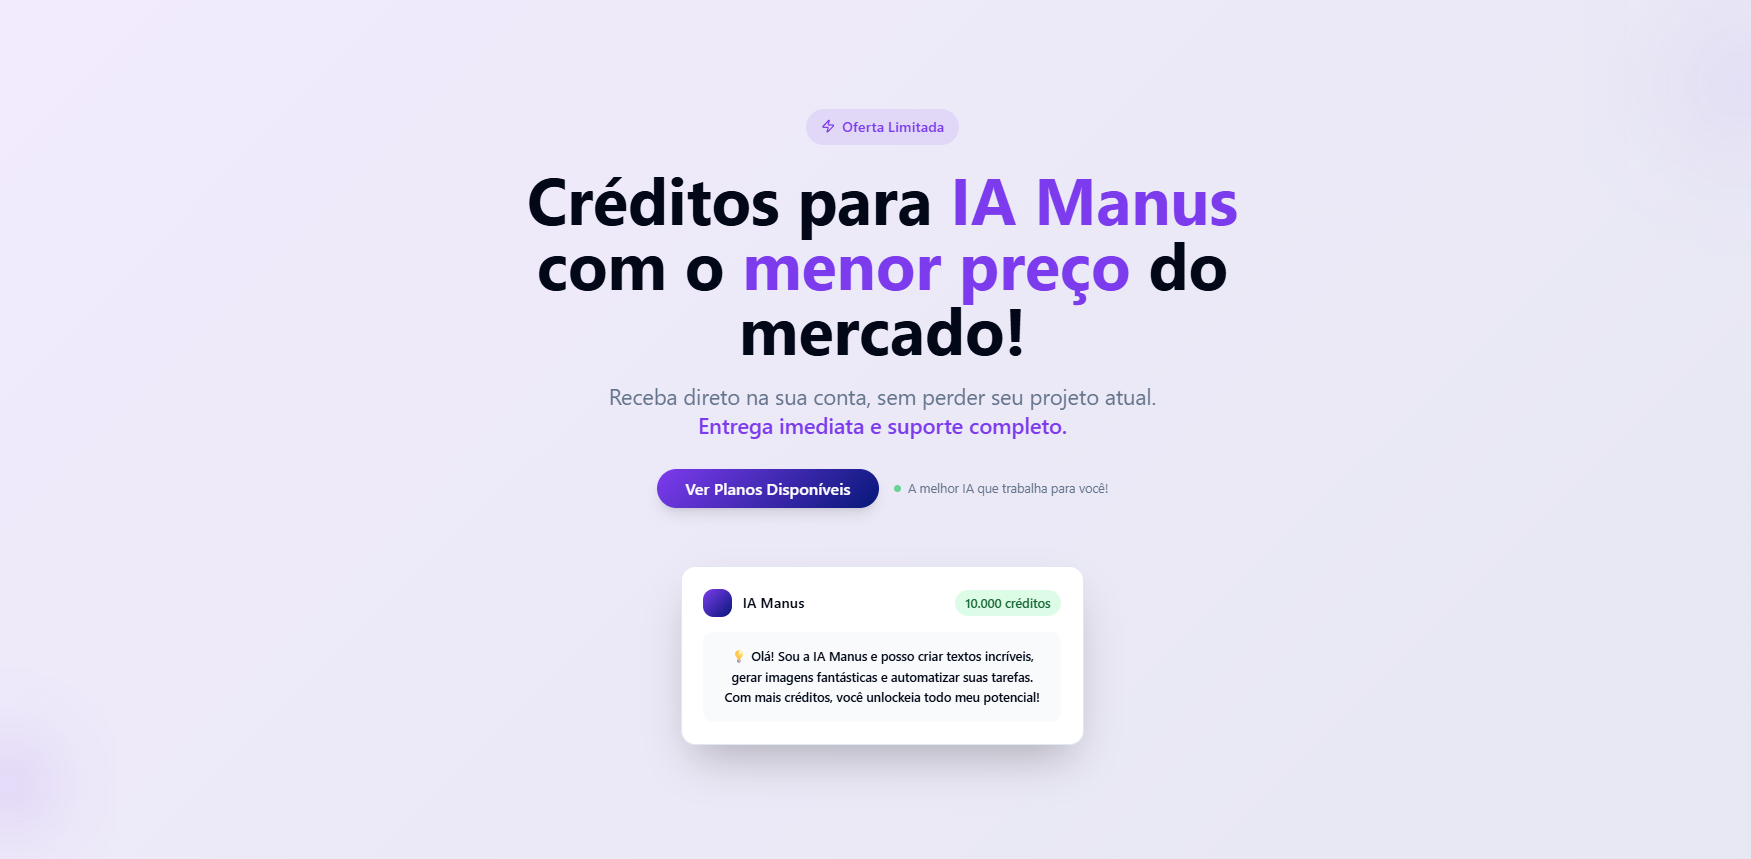 Oferta Limitada
Créditos para IA Manus
com o menor preço do
mercado!
Receba direto na sua conta, sem perder seu projeto atual.
Entrega imediata e suporte completo.
Ver Planos Disponíveis
A melhor IA que trabalha para você!
IA Manus
10.000 créditos
💡 Olá! Sou a IA Manus e posso criar textos incríveis,
gerar imagens fantásticas e automatizar suas tarefas.
Com mais créditos, você unlockeia todo meu potencial!